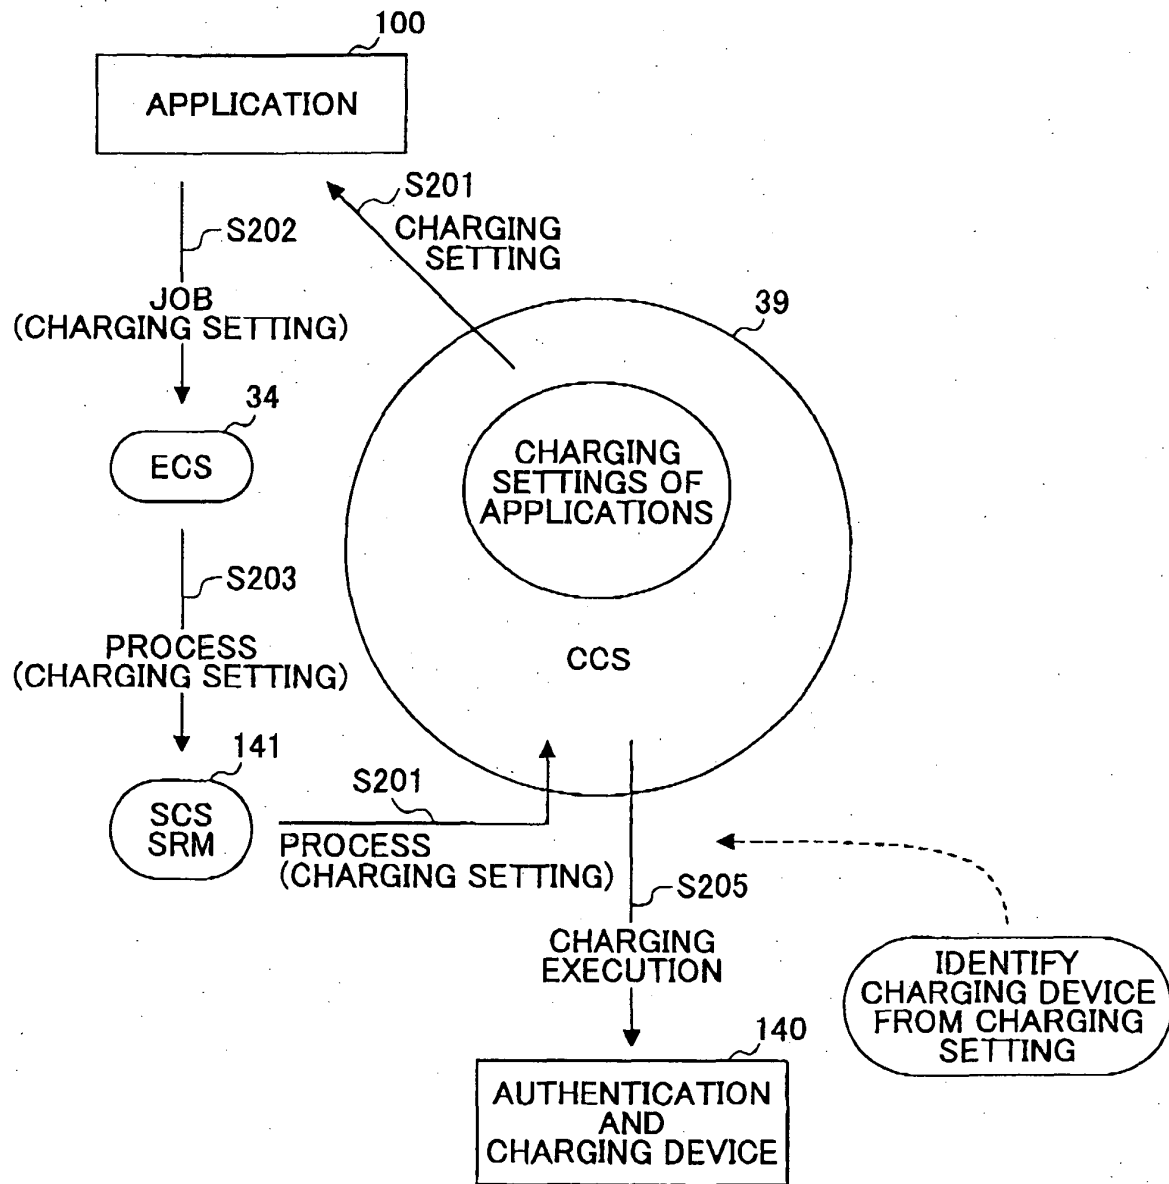 100
APPLICATION
S201
CHARGING
SETTING
S202
JOB
(CHARGING SETTING)
39
34
ECS
CHARGING
SETTINGS OF
APPLICATIONS
S203
PROCESS
(CHARGING SETTING)
CCS
141
SCS
SRM
S201
PROCESS
(CHARGING SETTING)
S205
CHARGING
EXECUTION
IDENTIFY
CHARGING DEVICE
FROM CHARGING
SETTING
140
AUTHENTICATION
AND
CHARGING DEVICE